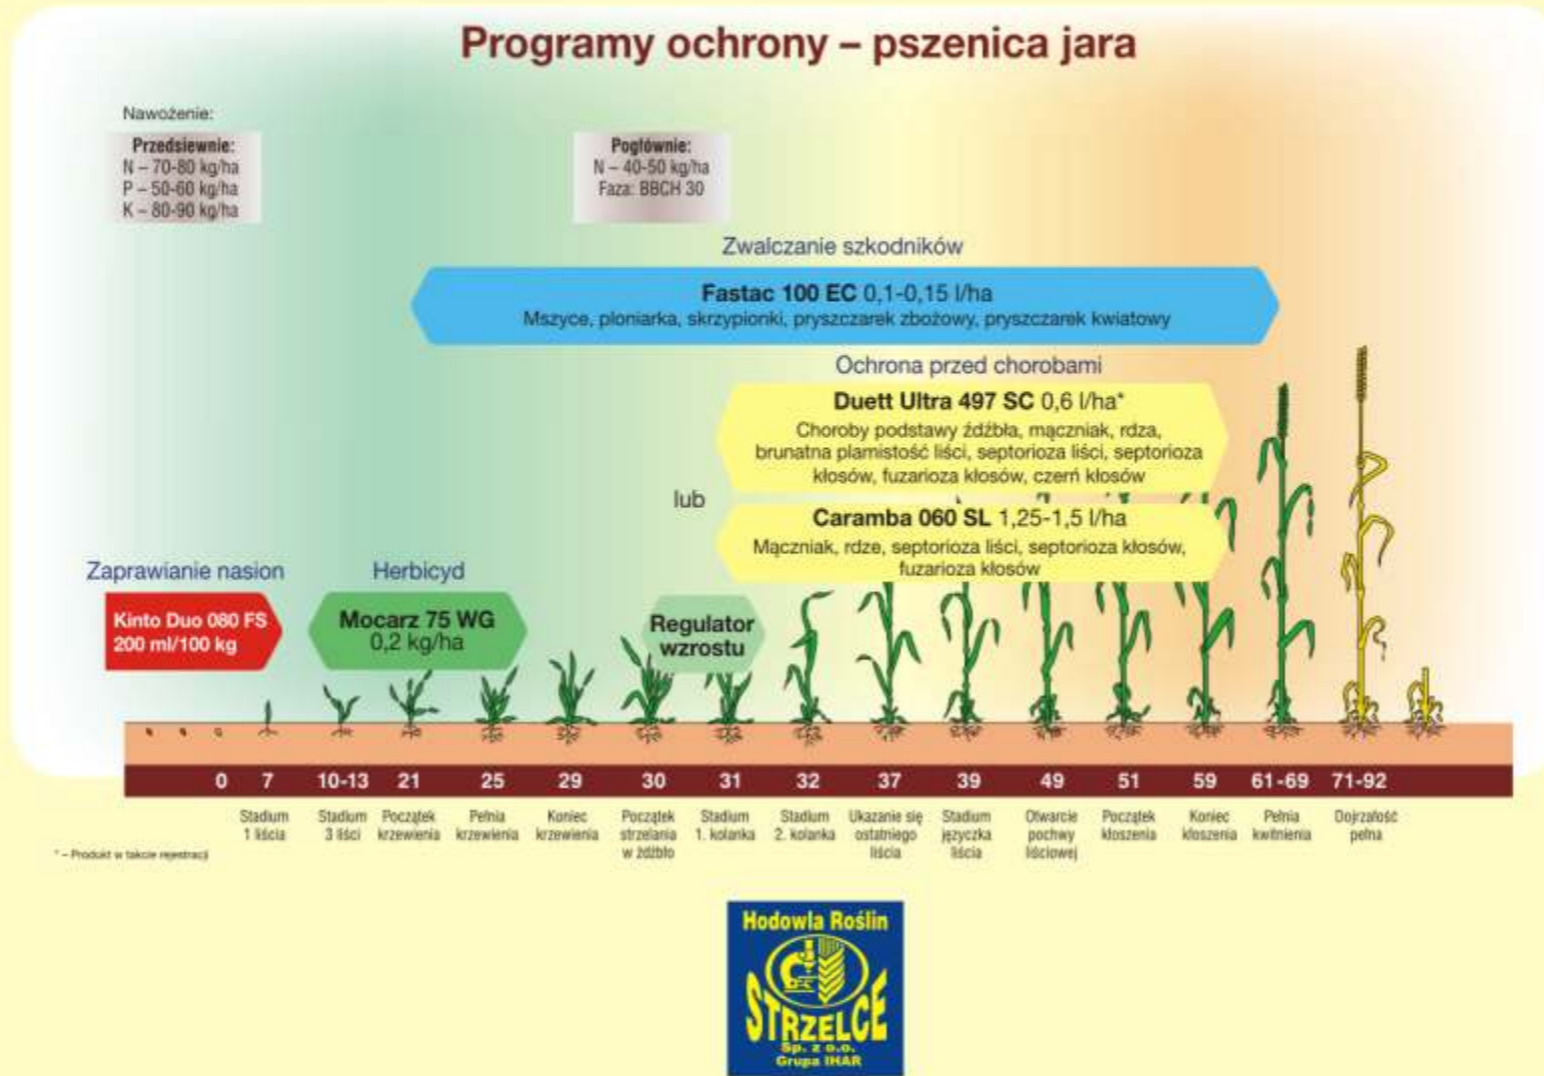 Programy ochrony – pszenica jara
Nawożenie:
Przedsiewnie:
N – 70-80 kg/ha
P – 50-60 kg/ha
K – 80-90 kg/ha
Pogłównie:
N – 40-50 kg/ha
Faza: BBCH 30
Zwalczanie szkodników
Fastac 100 EC 0,1-0,15 l/ha
Mszyce, ploniarka, skrzypionki, pryszczarek zbożowy, pryszczarek kwiatowy
Ochrona przed chorobami
Duett Ultra 497 SC 0,6 l/ha*
Choroby podstawy źdźbła, mączniak, rdza,
brunatna plamistość liści, septorioza liści, septorioza
kłosów, fuzarioza kłosów, czerń kłosów
lub
Caramba 060 SL 1,25-1,5 l/ha
Mączniak, rdze, septorioza liści, septorioza kłosów,
fuzarioza kłosów
Zaprawianie nasion
Kinto Duo 080 FS
200 ml/100 kg
Herbicyd
Mocarz 75 WG
0,2 kg/ha
Regulator
wzrostu
0 7 10-13 21 25 29 30 31 32 37 39 49 51 59 61-69 71-92
Stadium
1 liścia
Stadium
3 liści
Początek
krzewienia
Pełnia
krzewienia
Koniec
krzewienia
Początek
strzelania
w źdźbło
Stadium
1. kolanka
Stadium
2. kolanka
Ukazanie się
ostatniego
liścia
Stadium
języczka
liścia
Otwarcie
pochwy
liściowej
Początek
kłoszenia
Koniec
kłoszenia
Pełnia
kwitnienia
Dojrzałość
pełna
* – Produkt w takcie rejestracji
Hodowla Roślin
STRZELCE
Sp. z o.o.
Grupa IHAR